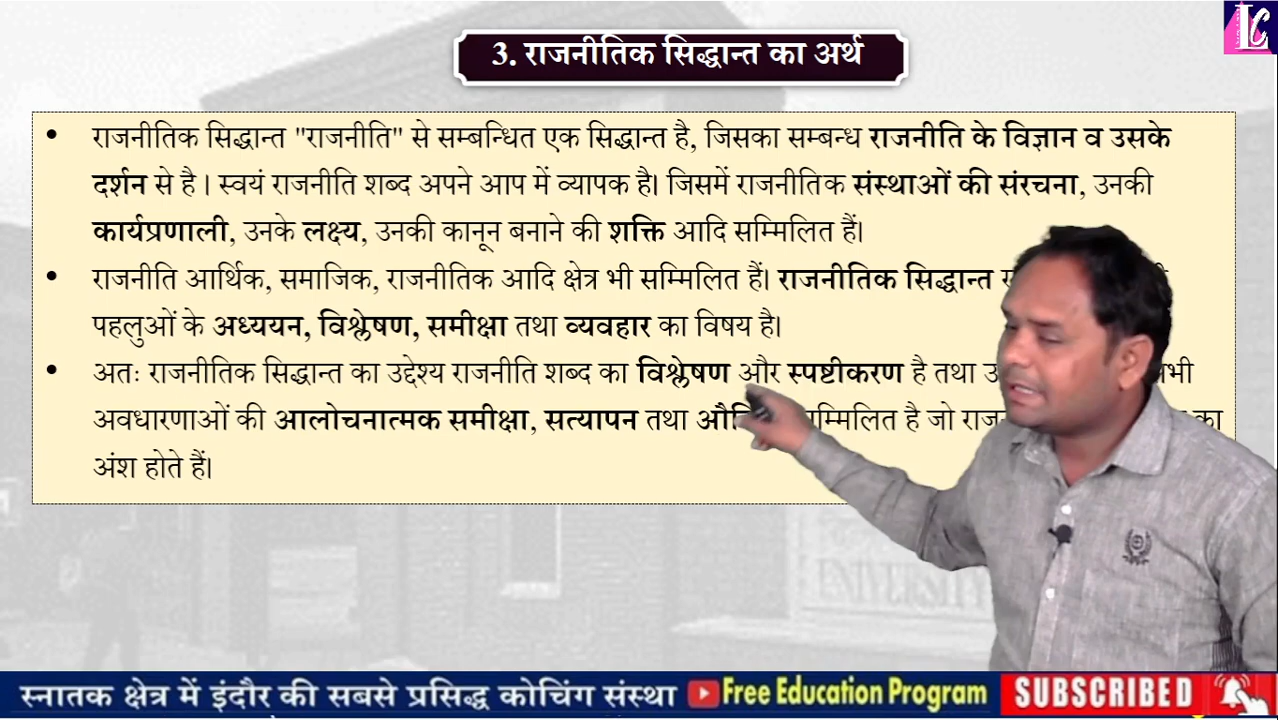 LC
3. राजनीतिक सिद्धान्त का अर्थ
• राजनीतिक सिद्धान्त "राजनीति" से सम्बन्धित एक सिद्धान्त है, जिसका सम्बन्ध राजनीति के विज्ञान व उसके
दर्शन से है। स्वयं राजनीति शब्द अपने आप में व्यापक है। जिसमें राजनीतिक संस्थाओं की संरचना, उनकी
कार्यप्रणाली, उनके लक्ष्य, उनकी कानून बनाने की शक्ति आदि सम्मिलित हैं।
• राजनीति आर्थिक, समाजिक, राजनीतिक आदि क्षेत्र भी सम्मिलित हैं। राजनीतिक सिद्धान्त
पहलुओं के अध्ययन, विश्लेषण, समीक्षा तथा व्यवहार का विषय है।
• अतः राजनीतिक सिद्धान्त का उद्देश्य राजनीति शब्द का विश्लेषण और स्पष्टीकरण है तथा
अवधारणाओं की आलोचनात्मक समीक्षा, सत्यापन तथा सम्मिलित है जो का
अंश होते हैं।
UNIVERSITY
स्नातक क्षेत्र में इंदौर की सबसे प्रसिद्ध कोचिंग संस्था Free Education Program SUBSCRIBED